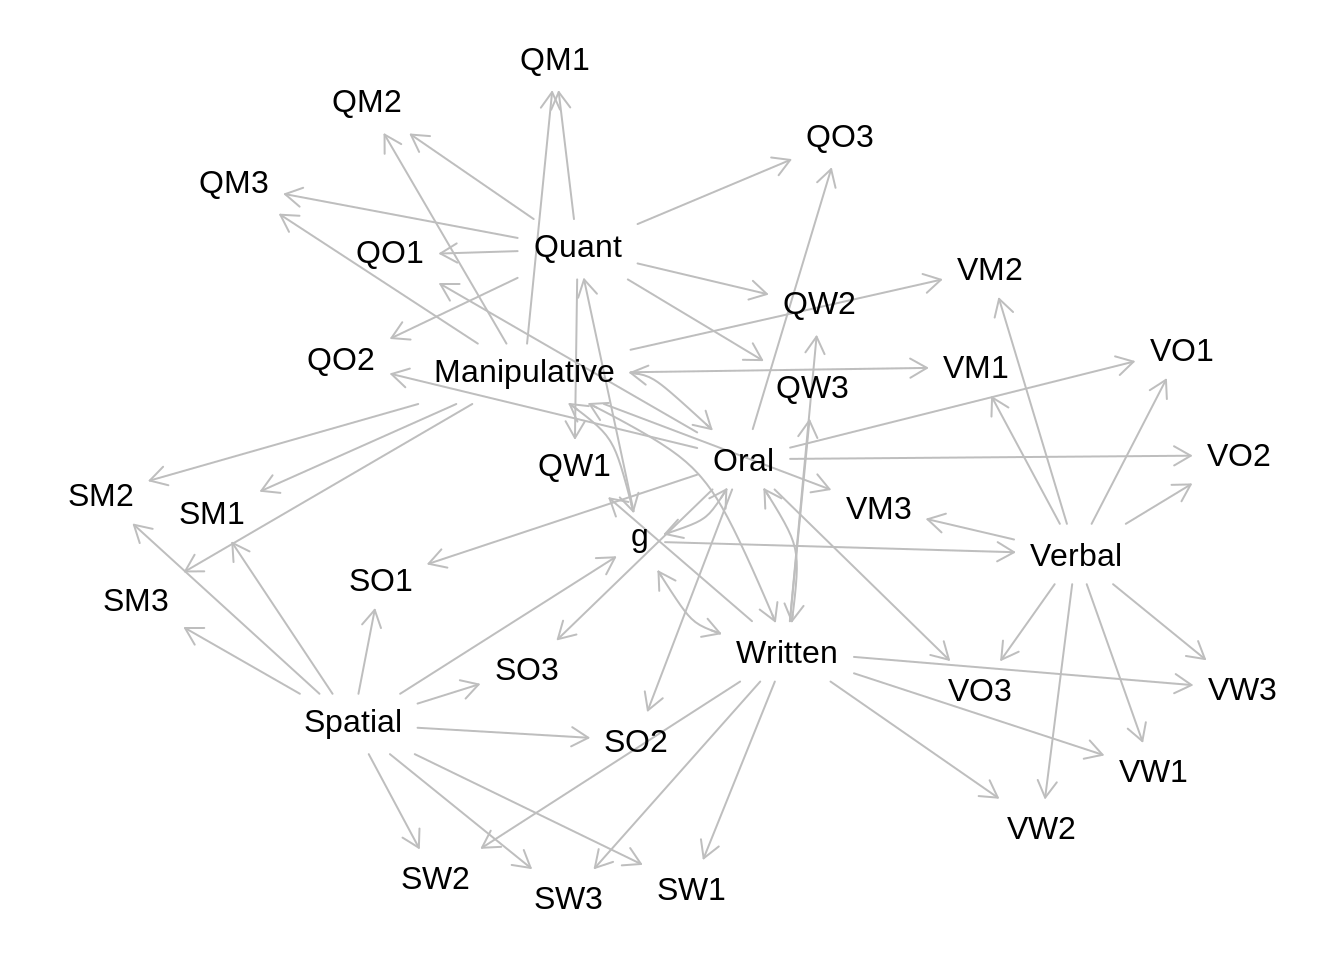 QM1
QM2
QO3
QM3
Quant
QO1
VM2
QW2
VO1
QO2
Manipulative
VM1
QW3
VO2
QW1
Oral
SM2
SM1
VM3
g
Verbal
SO1
SM3
Written
SO3
VO3
VW3
Spatial
SO2
VW1
VW2
SW2
SW3
SW1